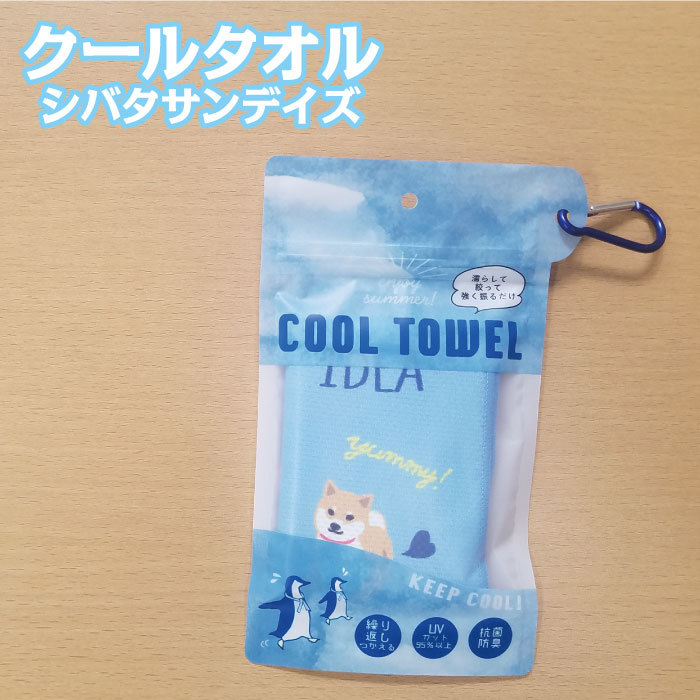 クールタオル
シバタサンデイズ
enjoy
summer!
濡らして
絞って
強く振るだけ
COOL TOWEL
IDEA
yummy!
KEEP COOL!
繰り
返し
つかえる
UV
カット
95%以上
抗菌
防臭